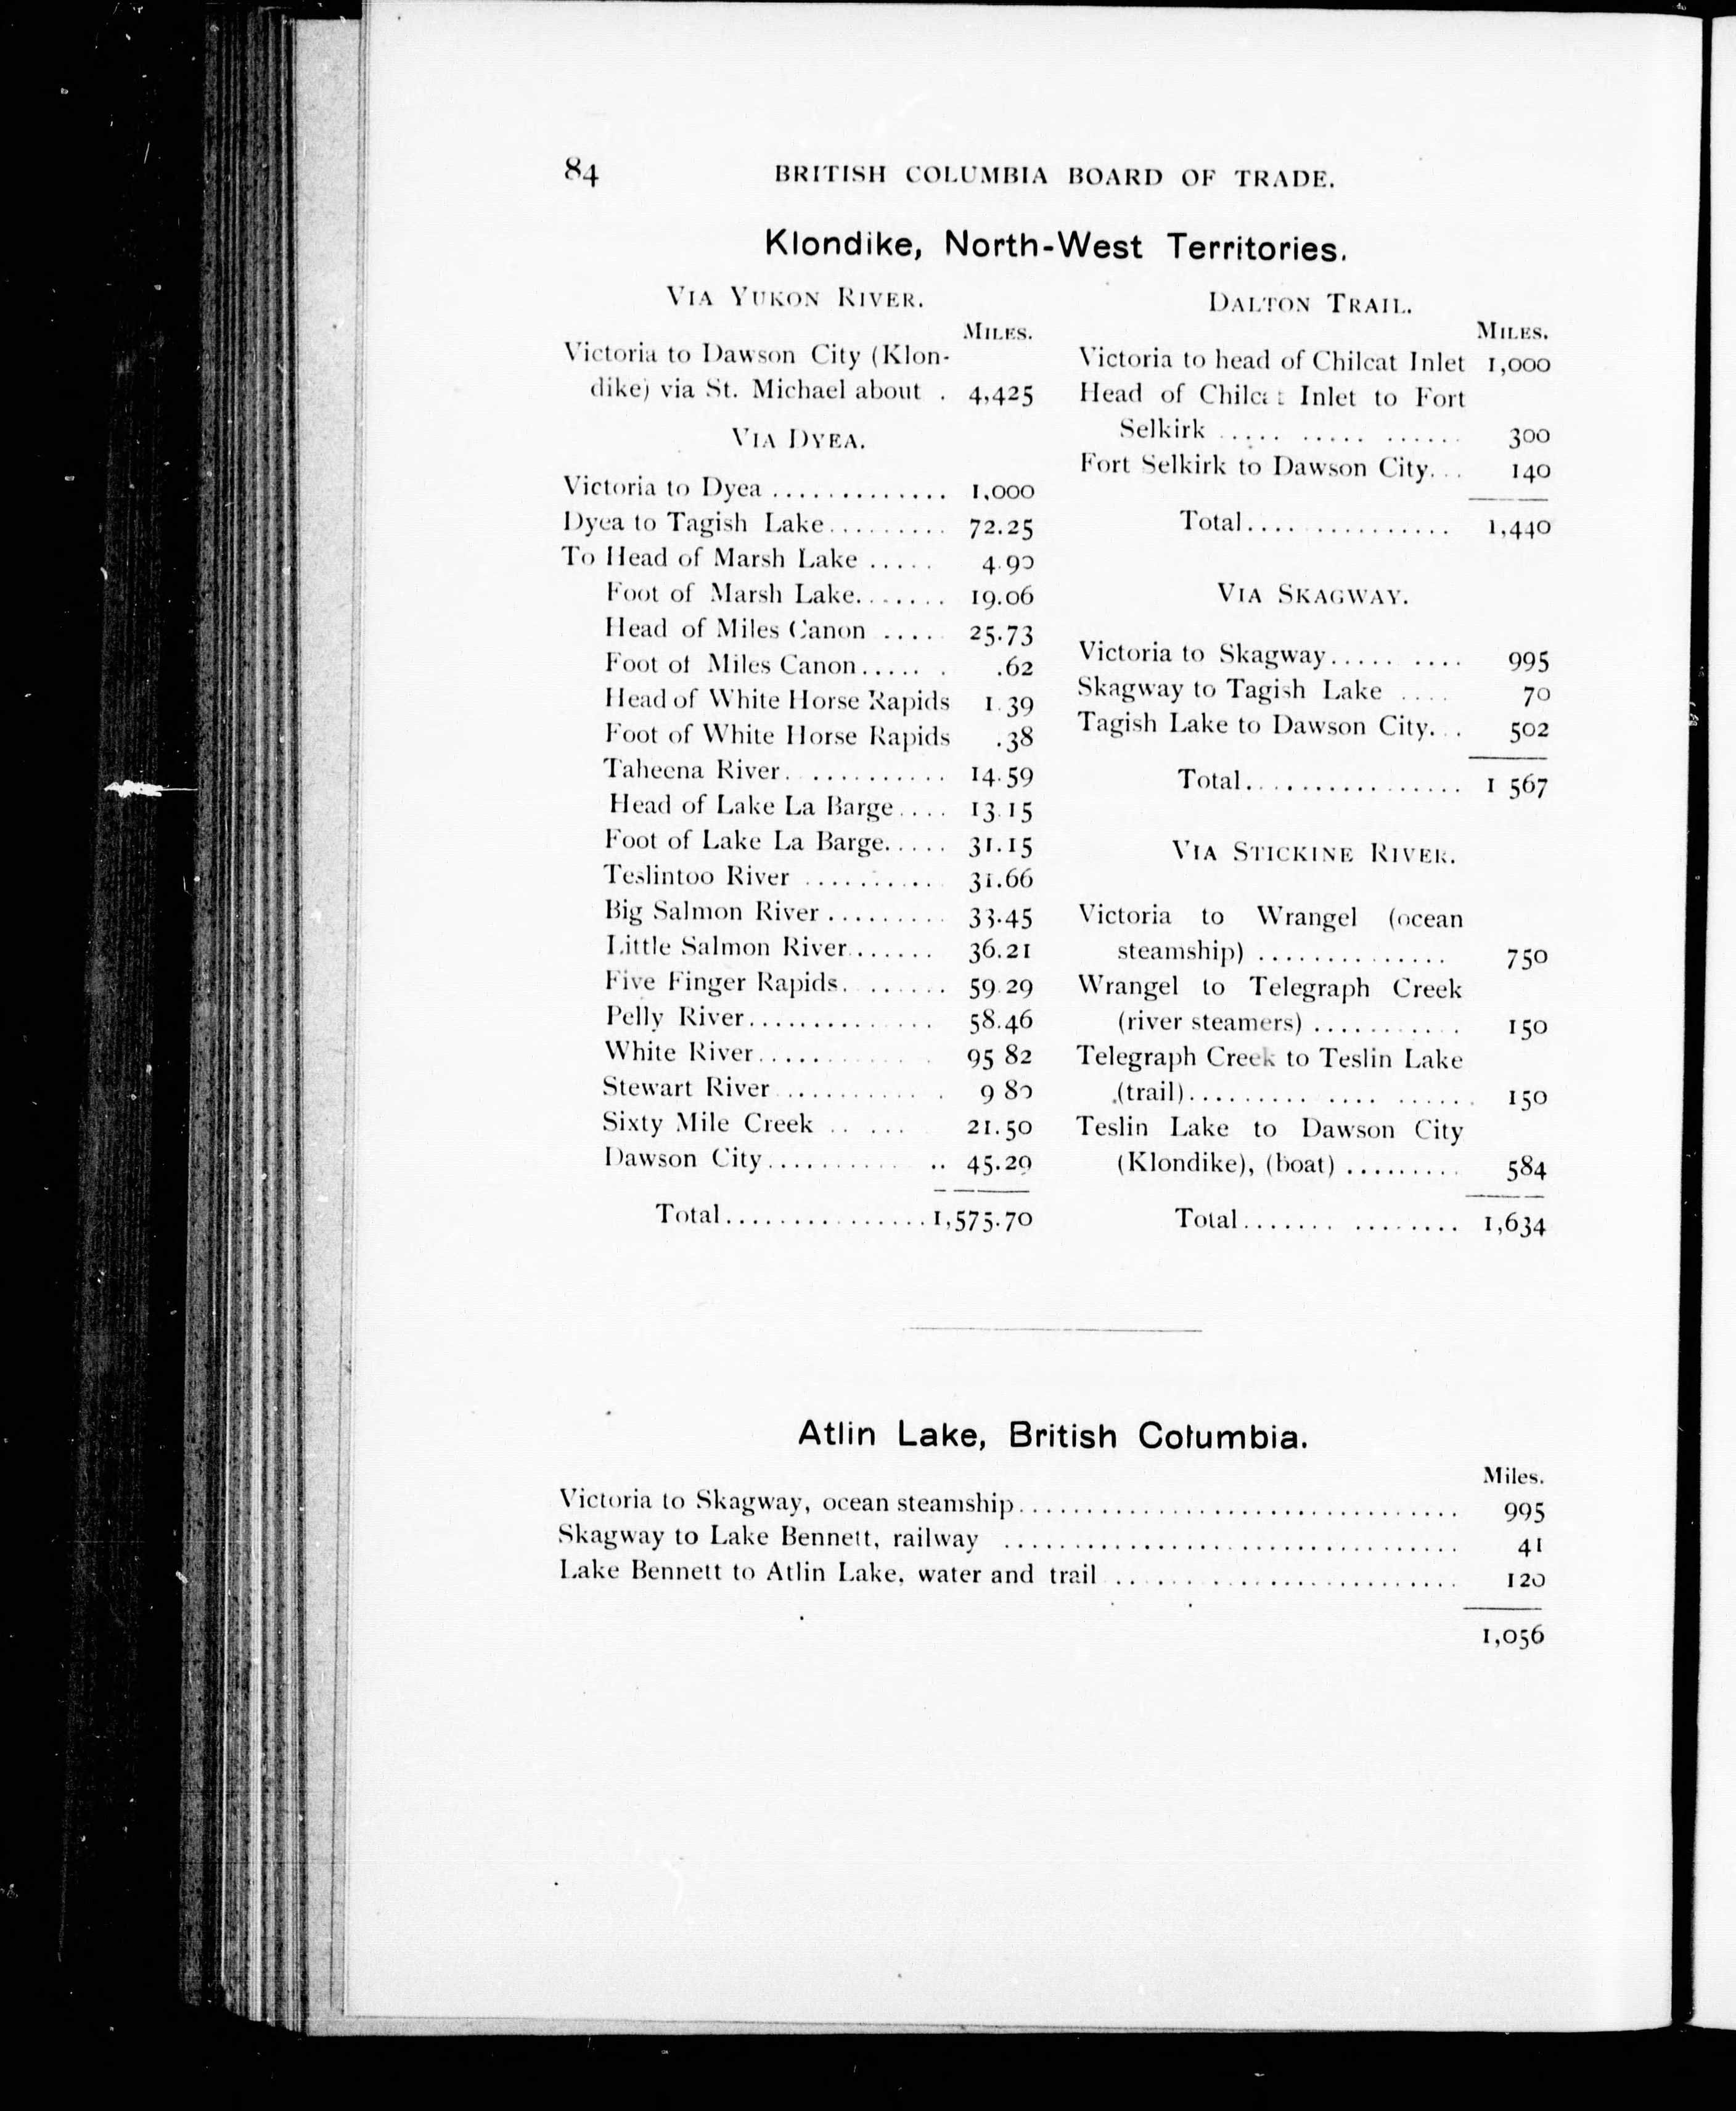 84 BRITISH COLUMBIA BOARD OF TRADE.
Klondike, North-West Territories.
VIA YUKON RIVER.
MILES.
Victoria to Dawson City (Klon-
dike) via St. Michael about . 4,425
VIA DYEA.
Victoria to Dyea ............. 1,000
Dyea to Tagish Lake......... 72.25
To Head of Marsh Lake ..... 4.90
Foot of Marsh Lake....... 19.06
Head of Miles Canon .... 25.73
Foot of Miles Canon..... . .62
Head of White Horse Rapids 1.39
Foot of White Horse Rapids .38
Taheena River. ........... 14.59
Head of Lake La Barge.... 13.15
Foot of Lake La Barge..... 31.15
Teslintoo River ........... 31.66
Big Salmon River......... 33.45
Little Salmon River....... 36.21
Five Finger Rapids. ....... 59.29
Pelly River.............. 58.46
White River........... . 95 82
Stewart River ........... . 9 80
Sixty Mile Creek .. ... 21.50
Dawson City........... .. 45.29
Total................1,575.70
DALTON TRAIL.
MILES.
Victoria to head of Chilcat Inlet 1,000
Head of Chilcat Inlet to Fort
Selkirk ..... ..... ...... 300
Fort Selkirk to Dawson City... 140
Total.... ............ 1,440
VIA SKAGWAY.
Victoria to Skagway..... .... 995
Skagway to Tagish Lake .... 70
Tagish Lake to Dawson City. .. 502
Total................. 1 567
VIA STICKINE RIVER.
Victoria to Wrangel (ocean
steamship) .............. 750
Wrangel to Telegraph Creek
(river steamers) ........... 150
Telegraph Creek to Teslin Lake
(trail)......... .... ...... 150
Teslin Lake to Dawson City
(Klondike), (boat) ......... 584
Total....... ........ 1,634
Atlin Lake, British Columbia.
Miles.
Victoria to Skagway, ocean steamship................................. 995
Skagway to Lake Bennett, railway .................................. 41
Lake Bennett to Atlin Lake, water and trail .......................... 120
1,056